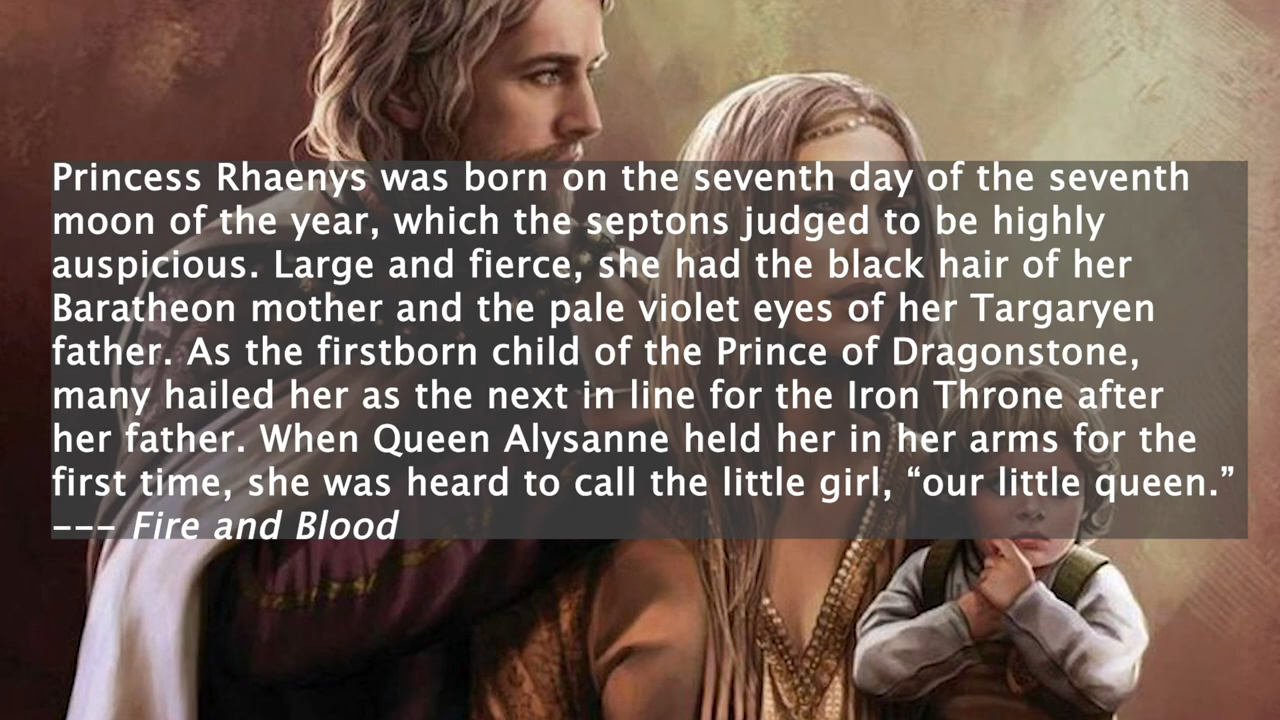 Princess Rhaenys was born on the seventh day of the seventh
moon of the year, which the septons judged to be highly
auspicious. Large and fierce, she had the black hair of her
Baratheon mother and the pale violet eyes of her Targaryen
father. As the firstborn child of the Prince of Dragonstone,
many hailed her as the next in line for the Iron Throne after
her father. When Queen Alysanne held her in her arms for the
first time, she was heard to call the little girl, “our little queen.”
--- Fire and Blood